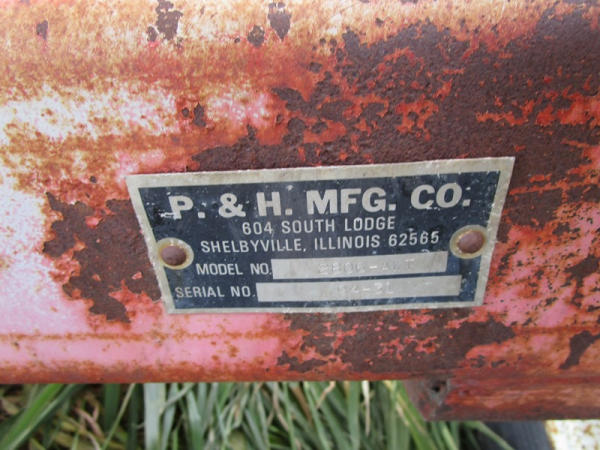 P. & H. MFG. CO.
604 SOUTH LODGE
SHELBYVILLE, ILLINOIS 62565
MODEL NO.
SERIAL NO.